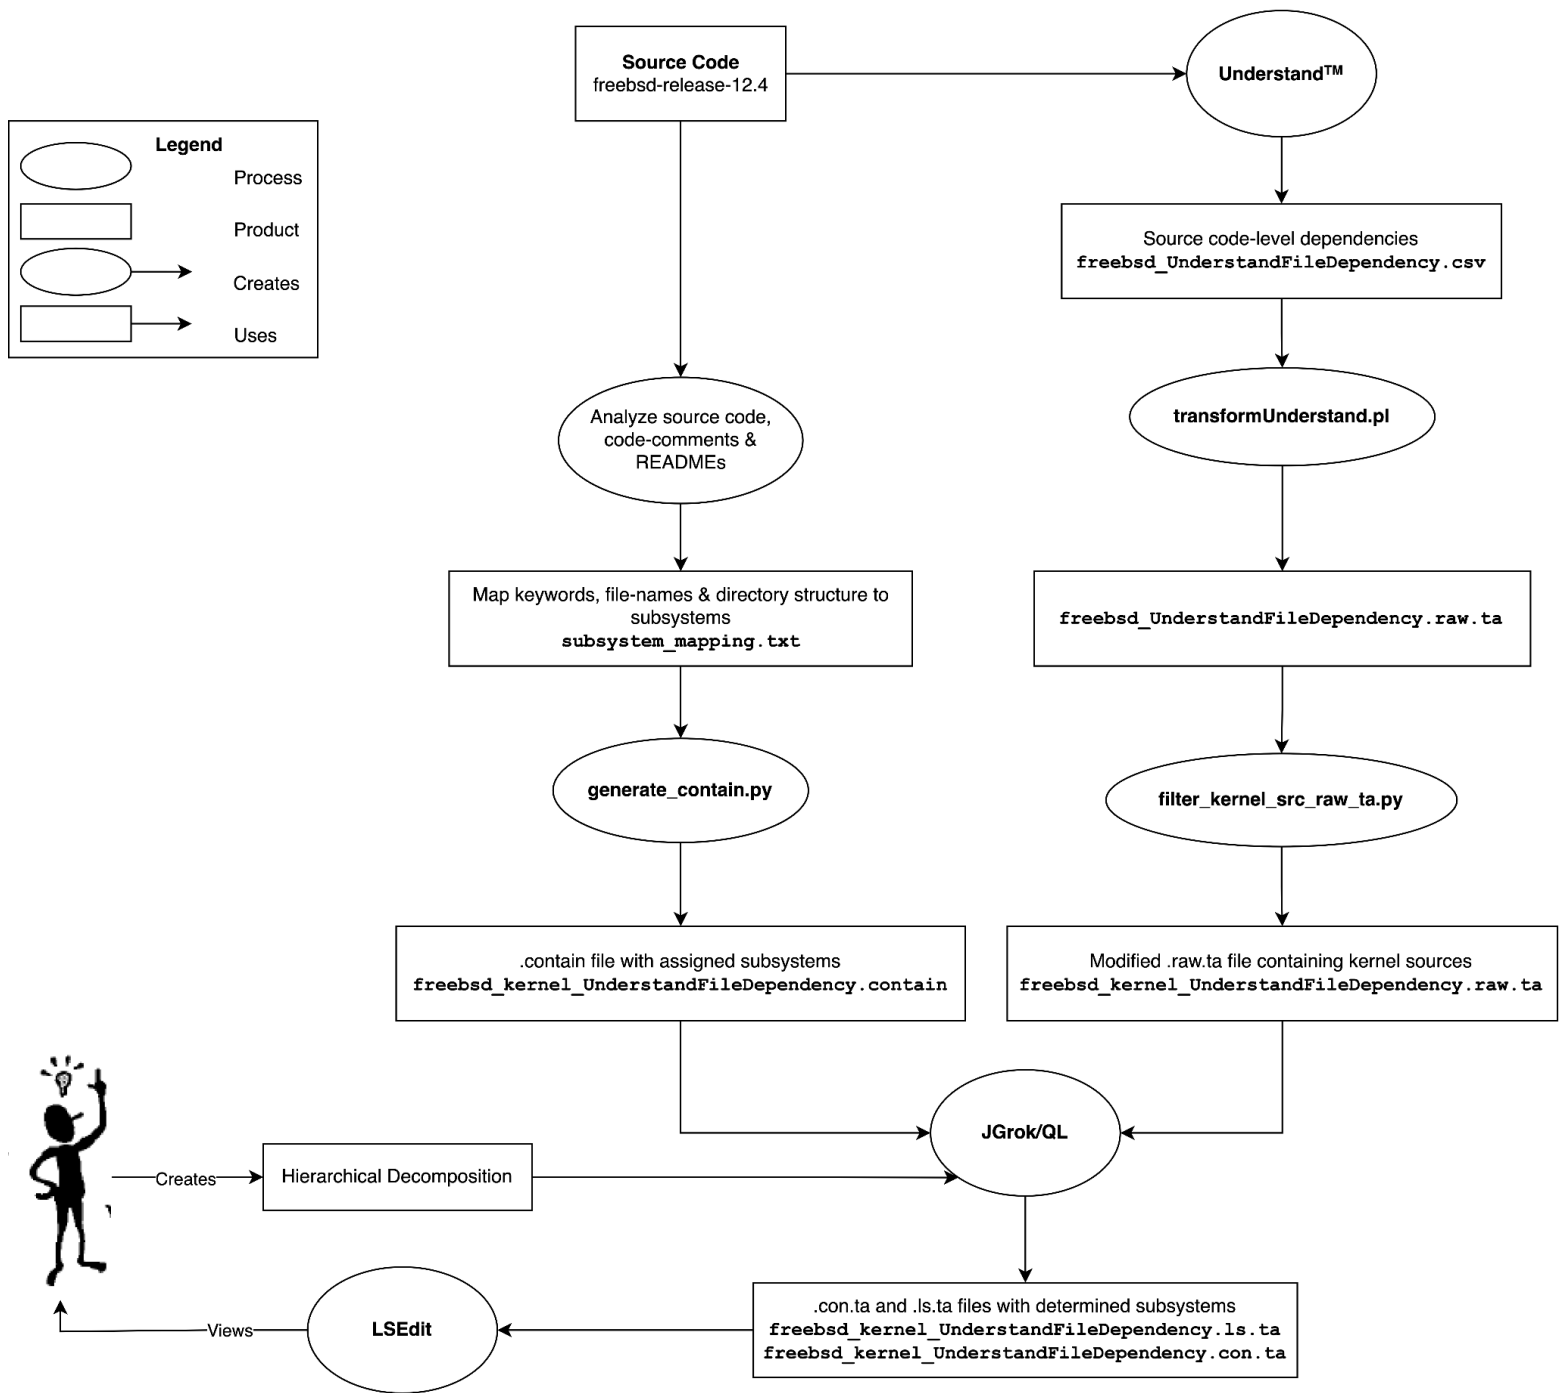 Source Code
freebsd-release-12.4
Understand™
Legend
Process
Product
Creates
Uses
Source code-level dependencies
freebsd_UnderstandFileDependency.csv
transformUnderstand.pl
Analyze source code,
code-comments &
READMEs
Map keywords, file-names & directory structure to
subsystems
subsystem_mapping.txt
freebsd_UnderstandFileDependency.raw.ta
generate_contain.py
filter_kernel_src_raw_ta.py
.contain file with assigned subsystems
freebsd_kernel_UnderstandFileDependency.contain
Modified .raw.ta file containing kernel sources
freebsd_kernel_UnderstandFileDependency.raw.ta
JGrok/QL
Creates
Hierarchical Decomposition
.con.ta and .ls.ta files with determined subsystems
freebsd_kernel_UnderstandFileDependency.ls.ta
freebsd_kernel_UnderstandFileDependency.con.ta
LSEdit
Views